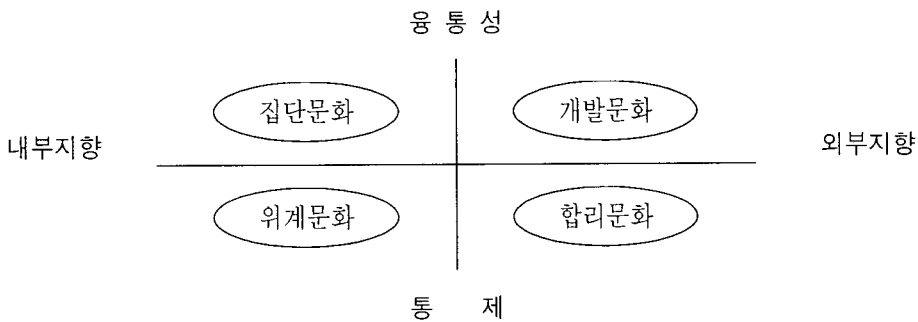 융 통 성
집단문화 개발문화
내부지향 외부지향
위계문화 합리문화
통 제